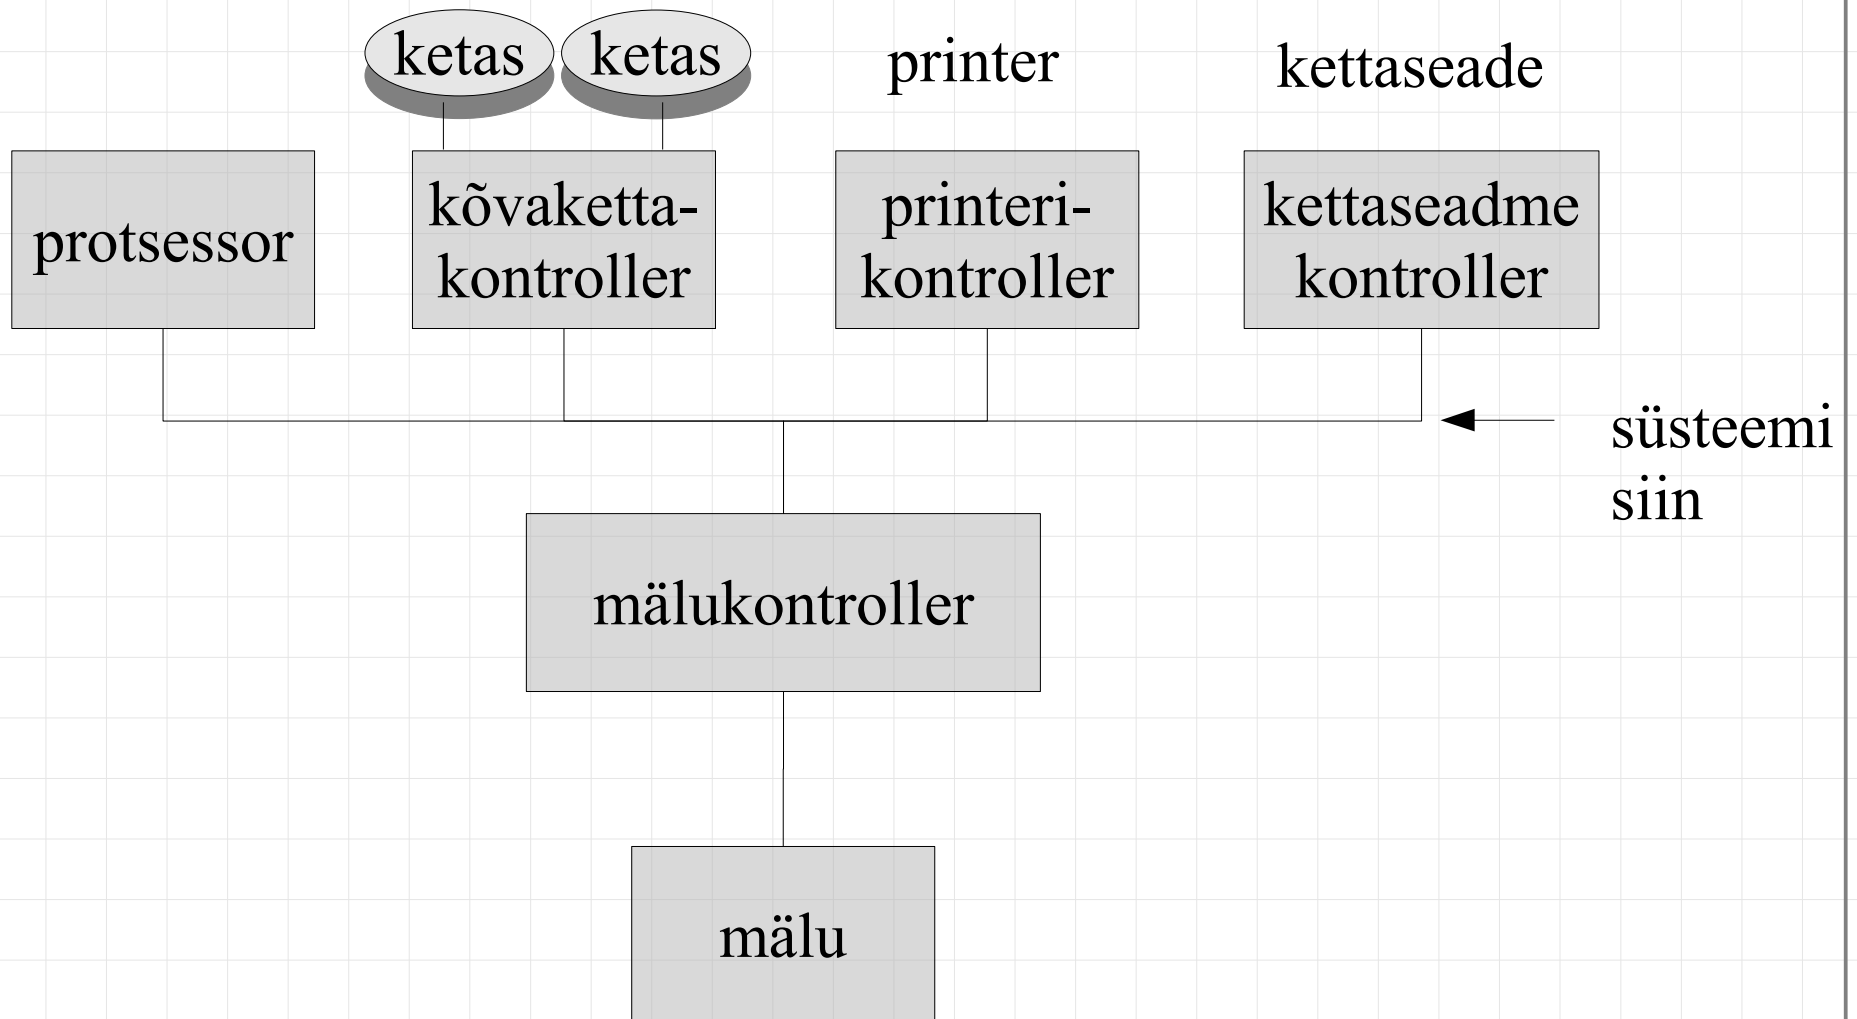 ketas
ketas
printer
kettaseade
protsessor
kõvaketta-
kontroller
printeri-
kontroller
kettaseadme
kontroller
süsteemi
siin
mälukontroller
mälu